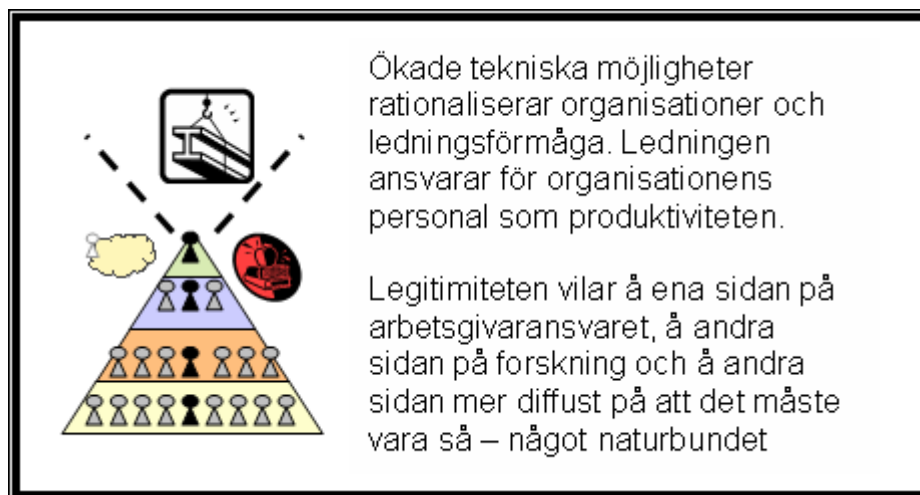 Ökade tekniska möjligheter
rationaliserar organisationer och
ledningsförmåga. Ledningen
ansvarar för organisationens
personal som produktiviteten.
Legitimiteten vilar å ena sidan på
arbetsgivaransvaret, å andra
sidan på forskning och å andra
sidan mer diffust på att det måste
vara så – något naturbundet